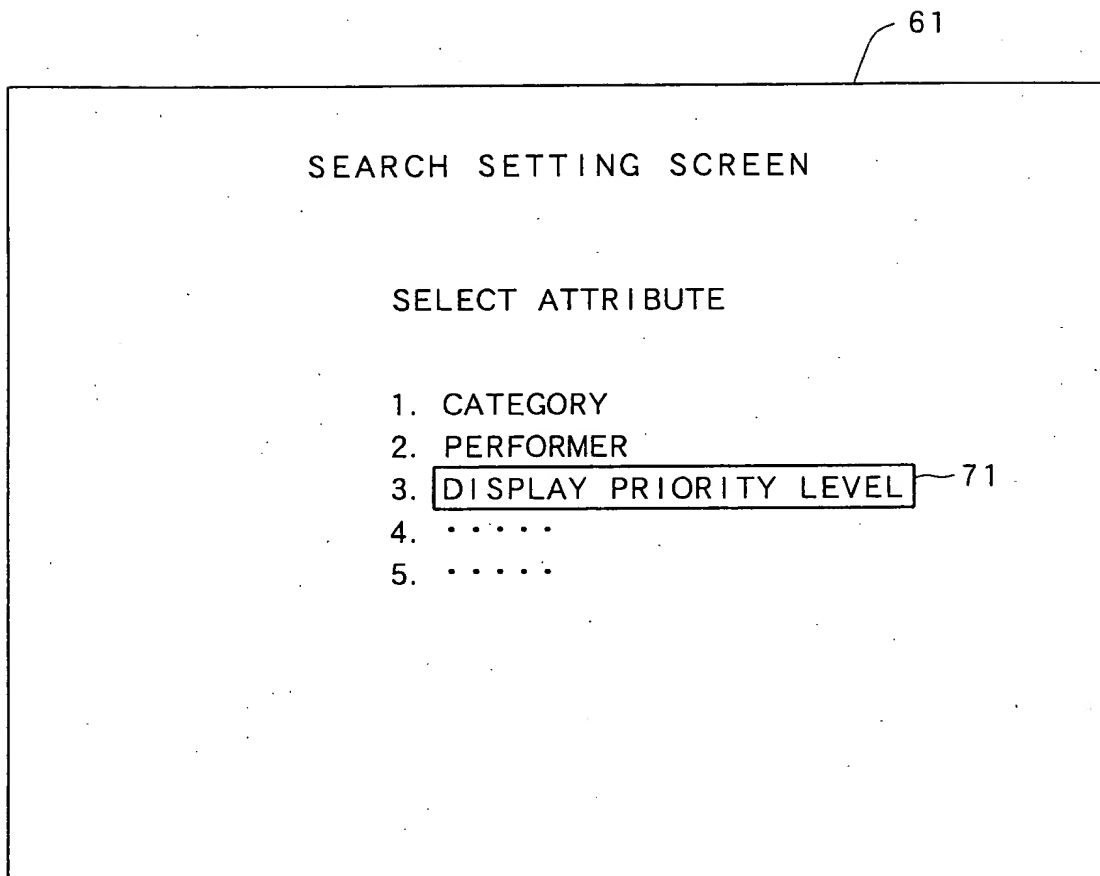 61
SEARCH SETTING SCREEN
SELECT ATTRIBUTE
1. CATEGORY
2. PERFORMER
3. DISPLAY PRIORITY LEVEL 71
4. ·····
5. ·····